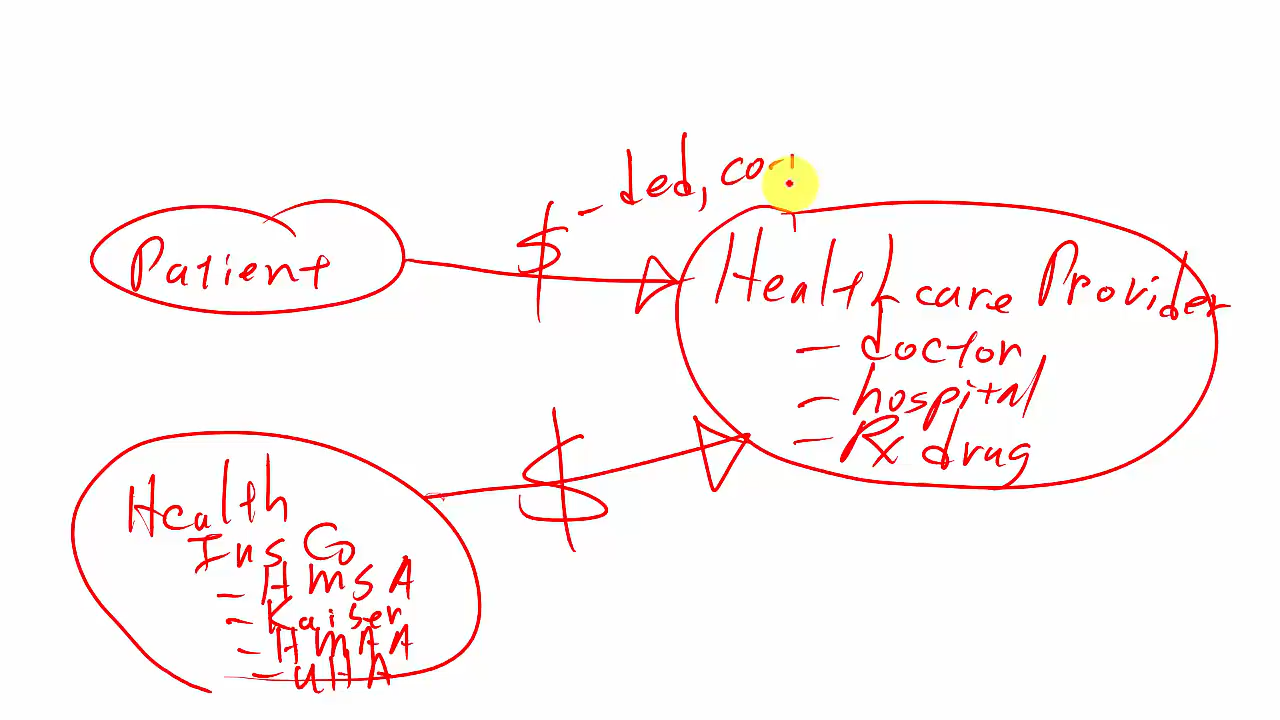 $ - ded, co
Patient
Healthcare Provider
- doctor
- hospital
- Rx drug
$
Health
Ins Co
- HMSA
- Kaiser
- HMAA
- UHA